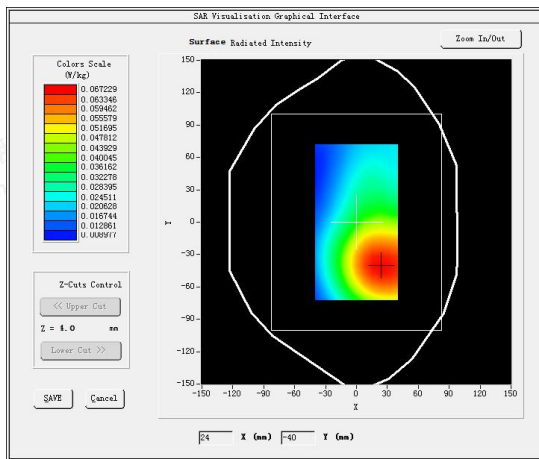 SAR Visualisation Graphical Interface
Surface Radiated Intensity
Zoom In/Out
Colors Scale
(W/kg)
0.067229
0.063346
0.059462
0.055579
0.051695
0.047812
0.043929
0.040045
0.036162
0.032278
0.028395
0.024511
0.020628
0.016744
0.012861
0.008977
Z-Cuts Control
<< Upper Cut
Z = 4.0 mm
Lower Cut >>
SAVE
Cancel
150
120
90
60
30
0
-30
-60
-90
-120
-150
Y
-150
-120
-90
-60
-30
0
30
60
90
120
150
X
24 X (mm) -40 Y (mm)